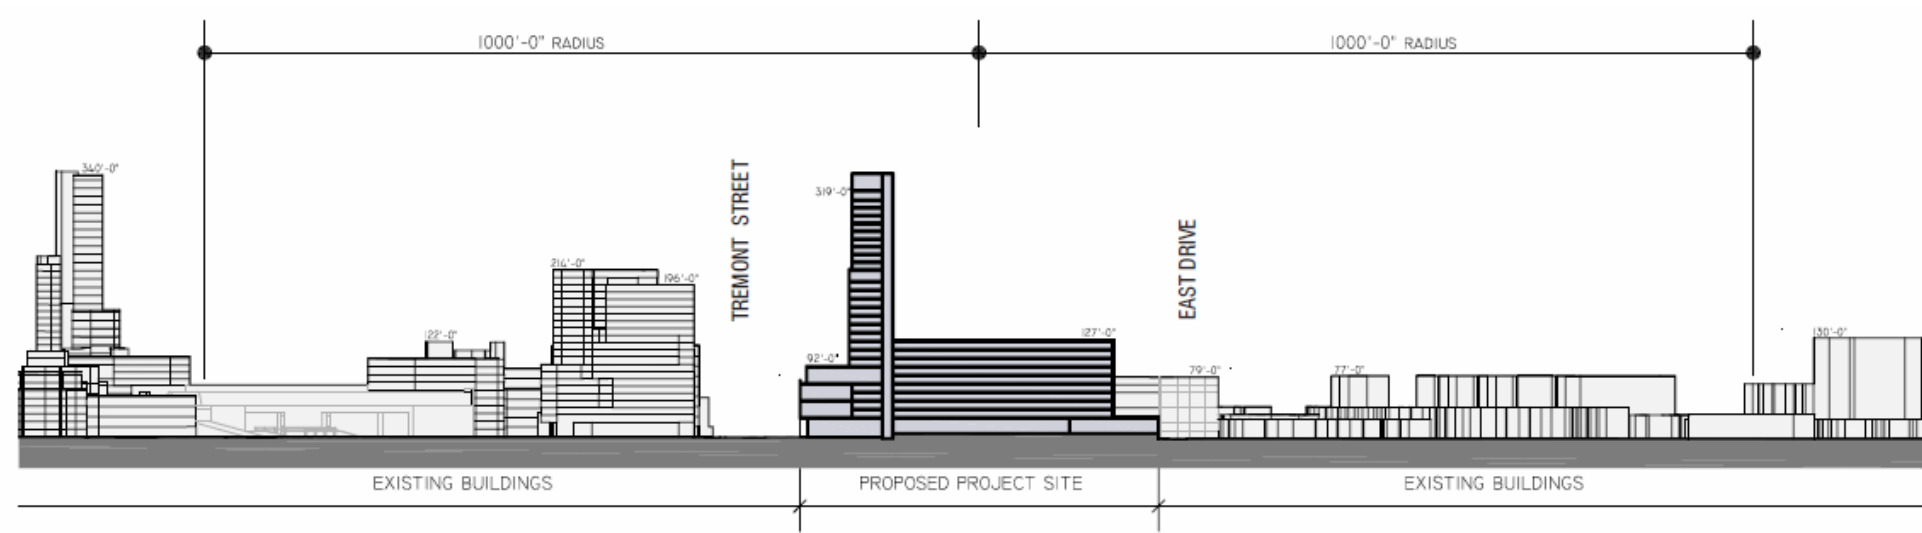 1000'-0" RADIUS
1000'-0" RADIUS
340'-0"
122'-0"
214'-0"
196'-0"
TREMONT STREET
319'-0"
92'-0"
127'-0"
EAST DRIVE
79'-0"
77'-0"
130'-0"
EXISTING BUILDINGS
PROPOSED PROJECT SITE
EXISTING BUILDINGS